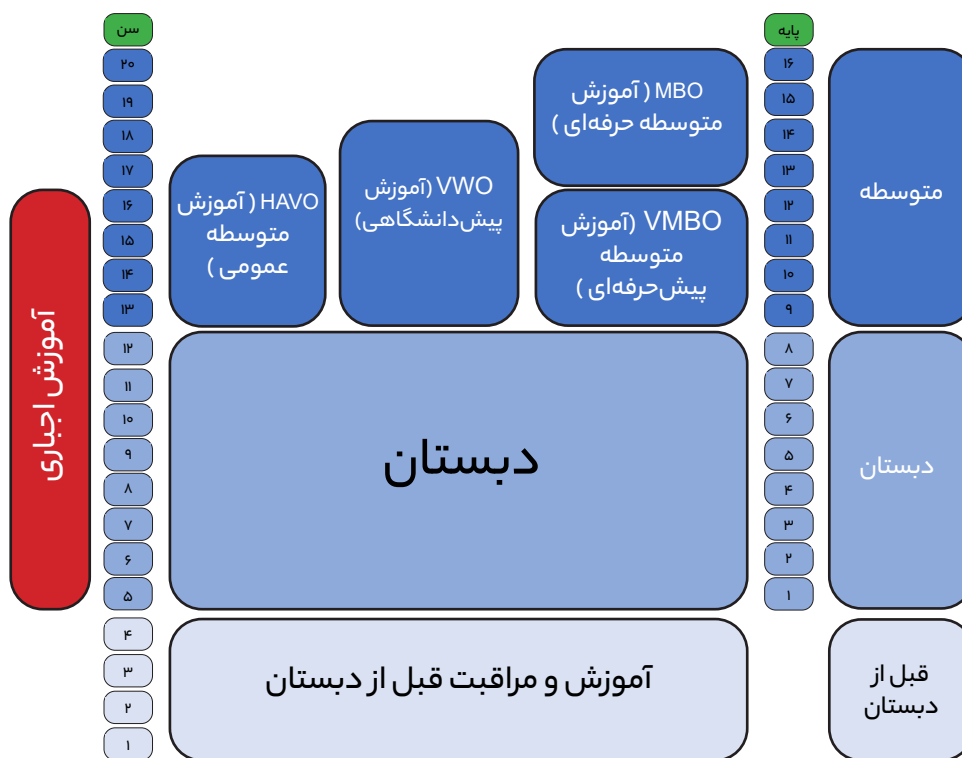 پایه
۱۶
۱۵
۱۴
۱۳
۱۲
۱۱
۱۰
۹
۸
۷
۶
۵
۴
۳
۲
۱
متوسطه
دبستان
قبل از
دبستان
MBO ( آموزش
متوسطه حرفه‌ای )
VMBO (آموزش
متوسطه
پیش‌حرفه‌ای )
VWO (آموزش
پیش‌دانشگاهی)
HAVO ( آموزش
متوسطه
عمومی )
دبستان
آموزش و مراقبت قبل از دبستان
سن
۲۰
۱۹
۱۸
۱۷
۱۶
۱۵
۱۴
۱۳
۱۲
۱۱
۱۰
۹
۸
۷
۶
۵
۴
۳
۲
۱
آموزش اجباری